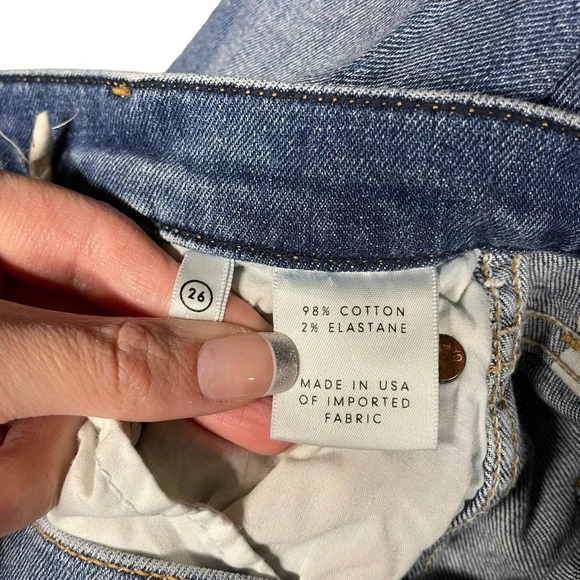 26
98% COTTON
2% ELASTANE
MADE IN USA
OF IMPORTED
FABRIC